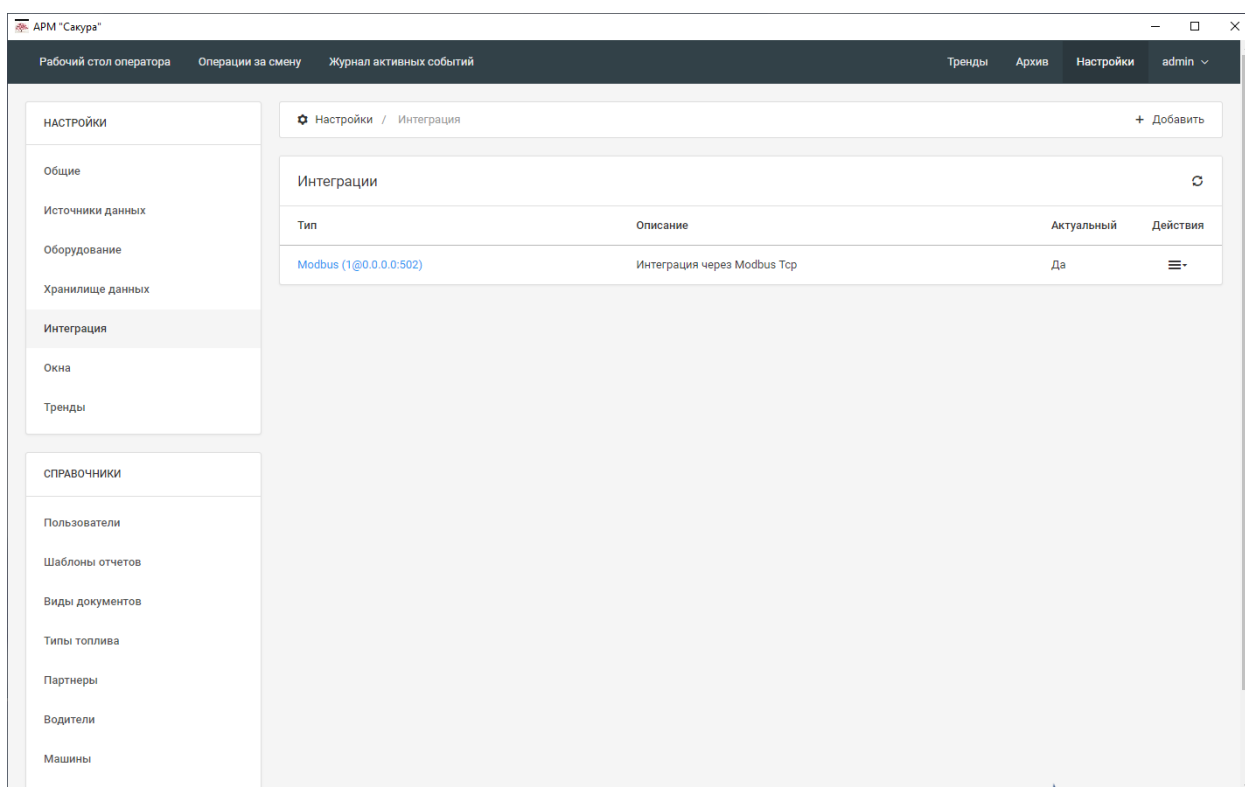 АРМ "Сакура"
Рабочий стол оператора Операции за смену Журнал активных событий Тренды Архив Настройки admin
НАСТРОЙКИ
Общие
Источники данных
Оборудование
Хранилище данных
Интеграция
Окна
Тренды
СПРАВОЧНИКИ
Пользователи
Шаблоны отчетов
Виды документов
Типы топлива
Партнеры
Водители
Машины
Настройки / Интеграция + Добавить
Интеграции
Тип Описание Актуальный Действия
Modbus (1@0.0.0.0:502) Интеграция через Modbus Tcp Да